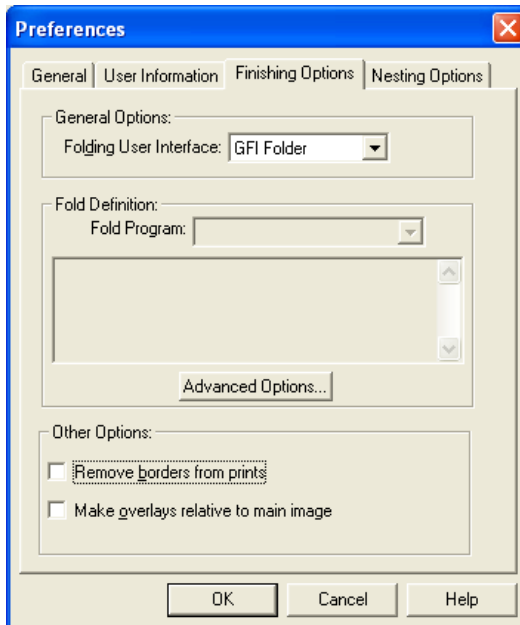 Preferences
General User Information Finishing Options Nesting Options
General Options:
Folding User Interface: GFI Folder
Fold Definition:
Fold Program:
Advanced Options...
Other Options:
Remove borders from prints
Make overlays relative to main image
OK Cancel Help